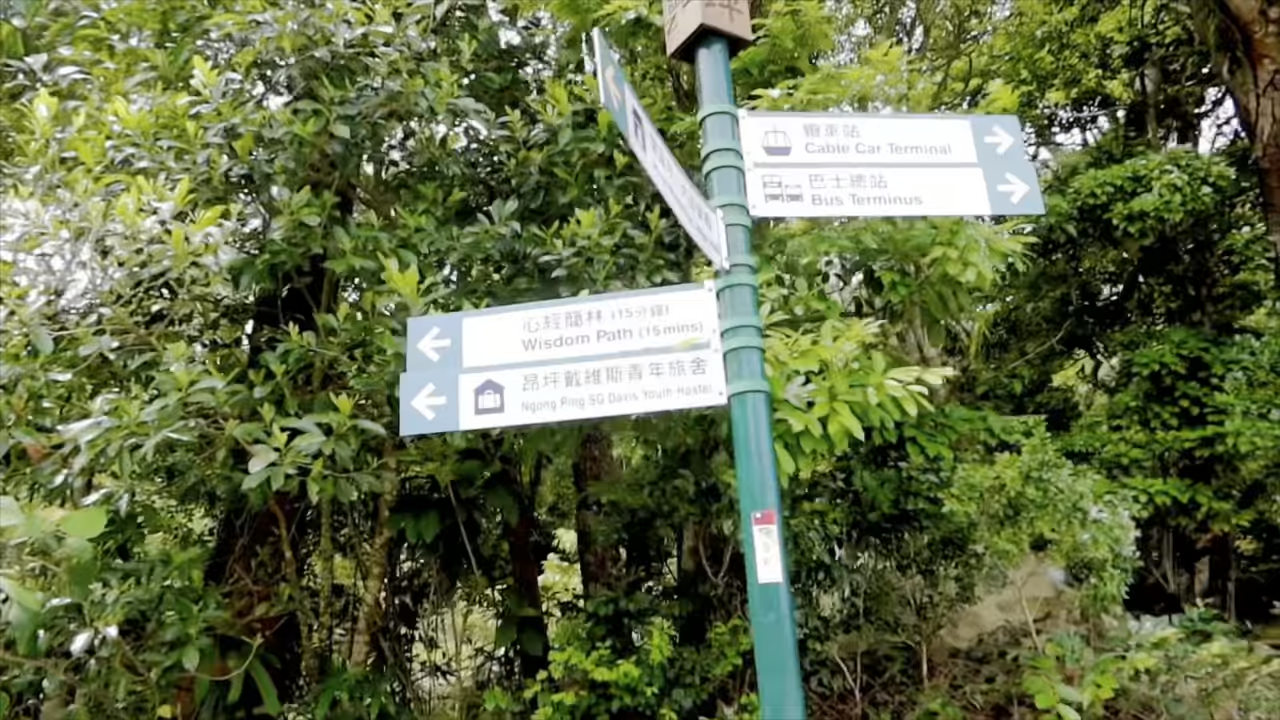 纜車站
Cable Car Terminal
巴士總站
Bus Terminus
心經簡林 (15分鐘)
Wisdom Path (15mins)
昂坪戴維斯青年旅舍
Ngong Ping SG Davis Youth Hostel